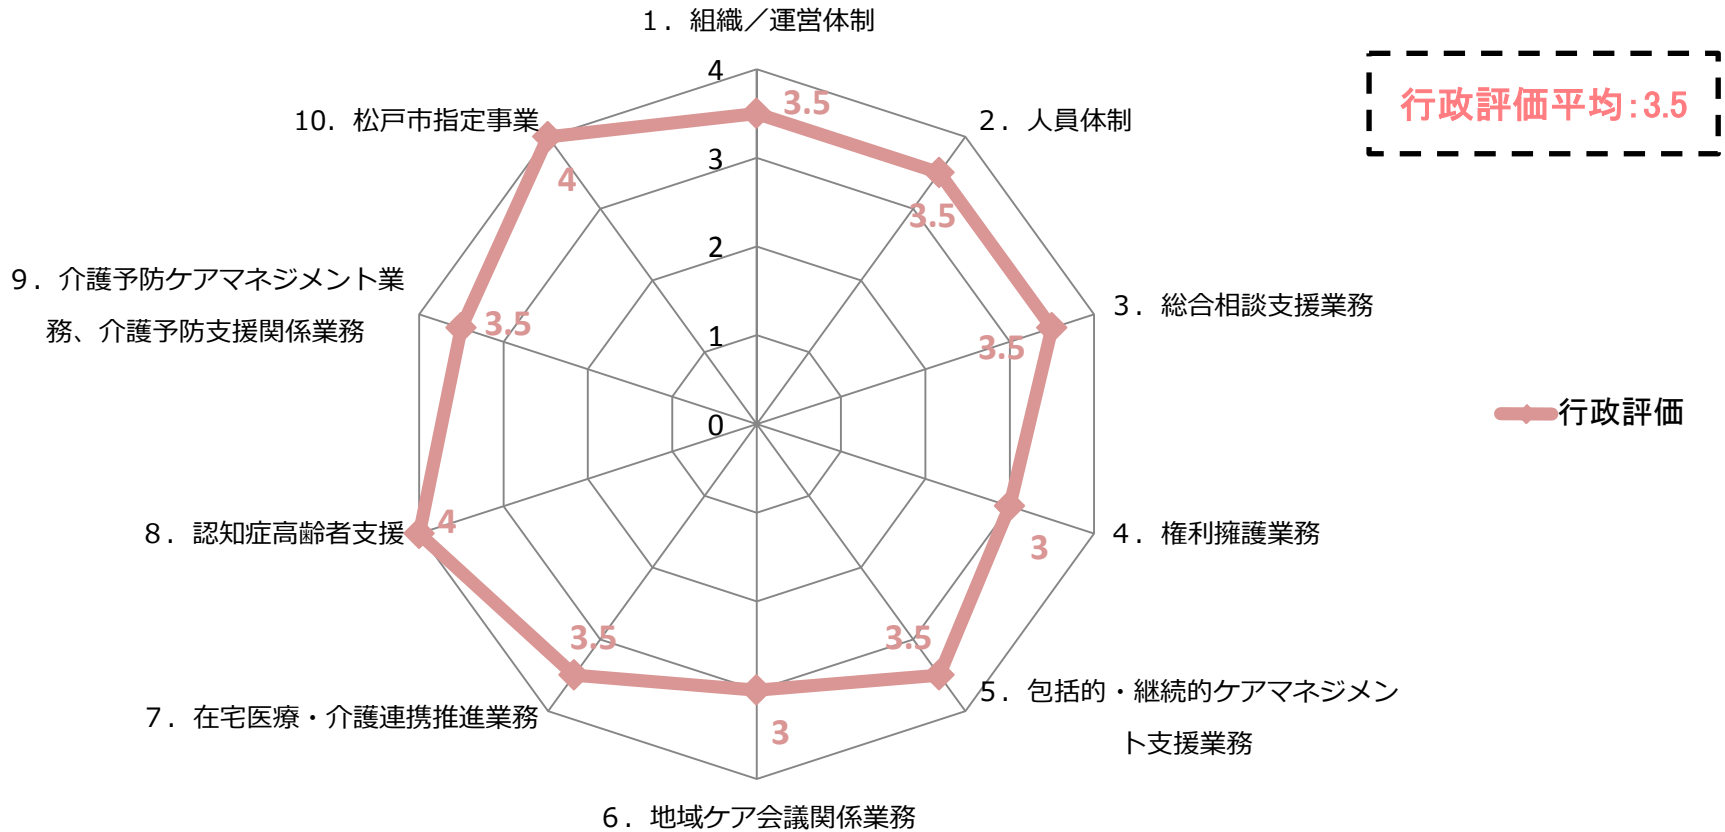 1．組織／運営体制
行政評価平均：3.5
4
3.5
10．松戸市指定事業
2．人員体制
3
4
3.5
2
9．介護予防ケアマネジメント業
務、介護予防支援関係業務
3.5
3．総合相談支援業務
3.5
1
0
行政評価
8．認知症高齢者支援
4
4．権利擁護業務
3
3.5
3.5
7．在宅医療・介護連携推進業務
5．包括的・継続的ケアマネジメン
ト支援業務
3
6．地域ケア会議関係業務